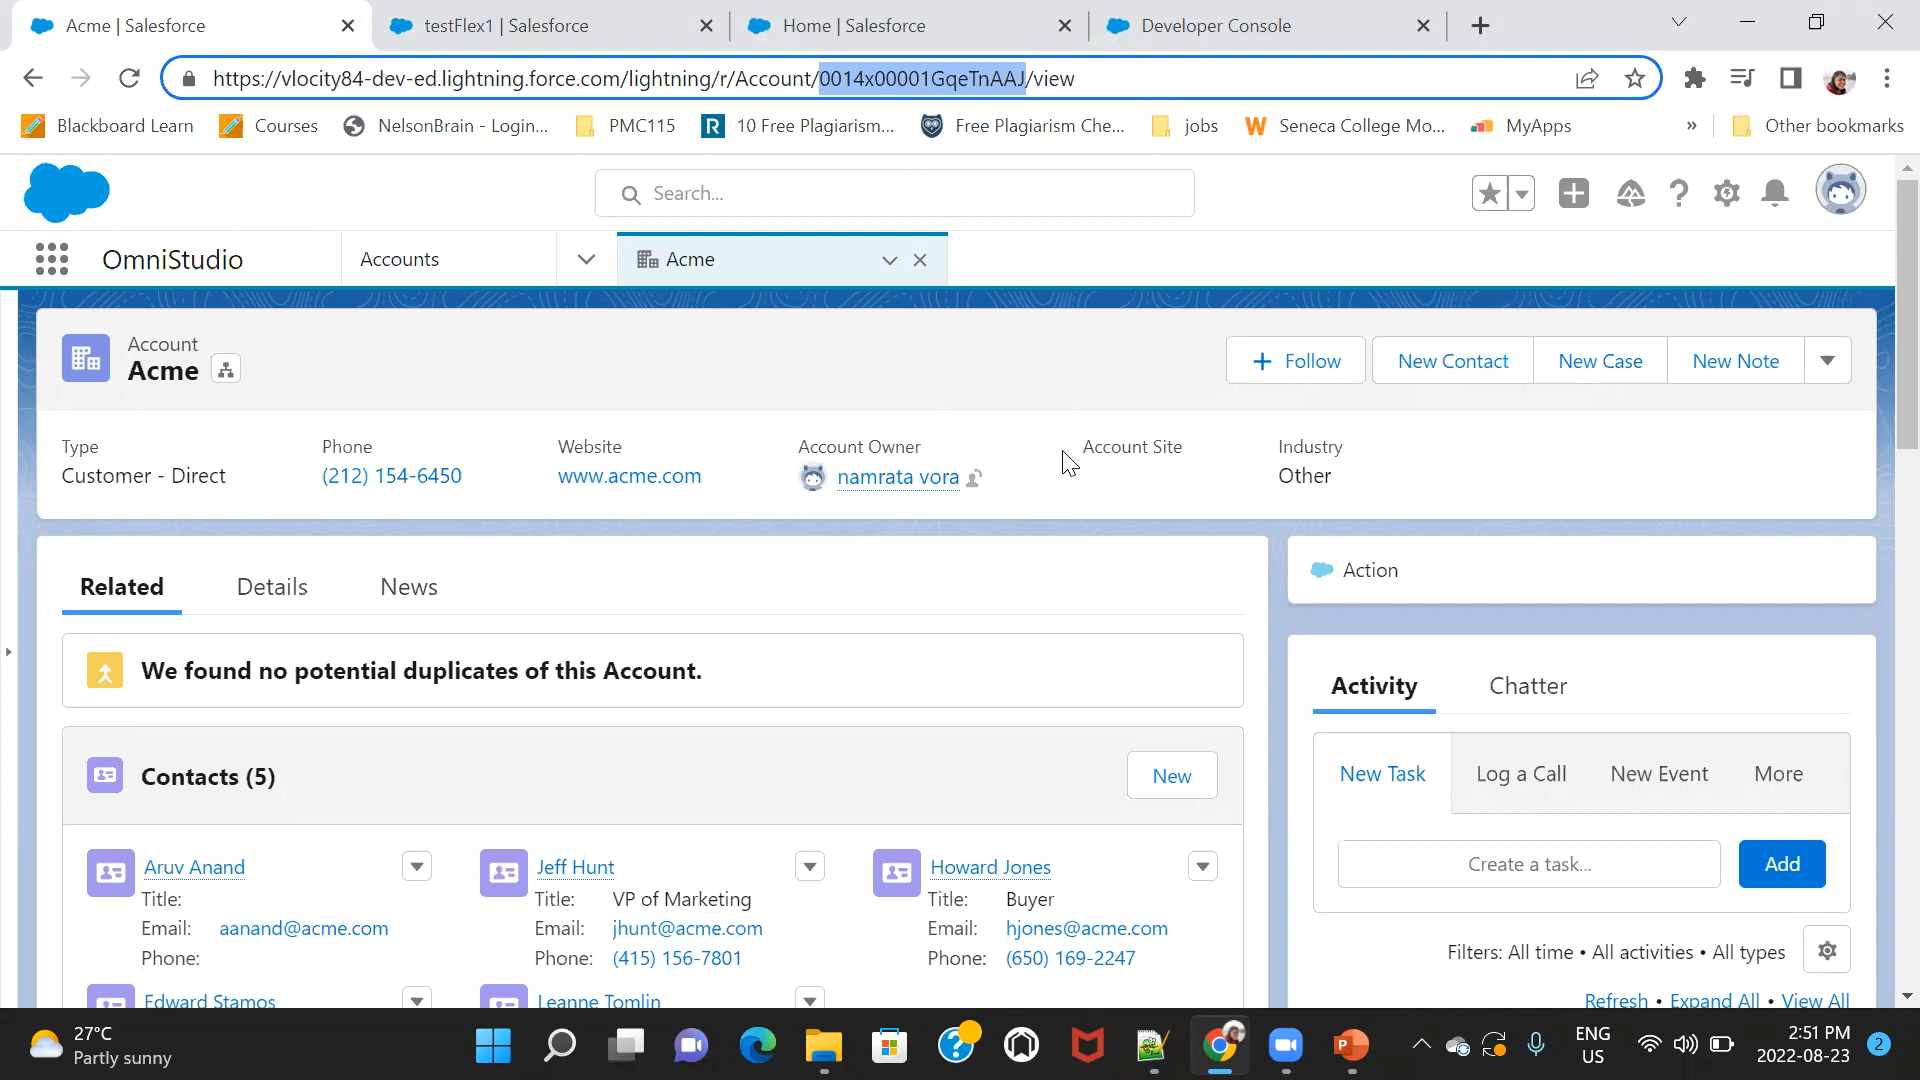 Acme | Salesforce
testFlex1 | Salesforce
Home | Salesforce
Developer Console
https://vlocity84-dev-ed.lightning.force.com/lightning/r/Account/0014x00001GqeTnAAJ/view
Blackboard Learn
Courses
NelsonBrain - Login...
PMC115
10 Free Plagiarism...
Free Plagiarism Che...
jobs
Seneca College Mo...
MyApps
»
Other bookmarks
Search...
OmniStudio
Accounts
Acme
Account
Acme
Follow
New Contact
New Case
New Note
Type
Phone
Website
Account Owner
Account Site
Industry
Customer - Direct
(212) 154-6450
www.acme.com
namrata vora
Other
Related
Details
News
Action
We found no potential duplicates of this Account.
Activity
Chatter
Contacts (5)
New
New Task
Log a Call
New Event
More
Create a task...
Add
Aruv Anand
Title:
Email: aanand@acme.com
Phone:
Jeff Hunt
Title: VP of Marketing
Email: jhunt@acme.com
Phone: (415) 156-7801
Howard Jones
Title: Buyer
Email: hjones@acme.com
Phone: (650) 169-2247
Filters: All time • All activities • All types
Edward Stamos
Leanne Tomlin
Refresh • Expand All • View All
27°C
Partly sunny
ENG
US
2:51 PM
2022-08-23
2